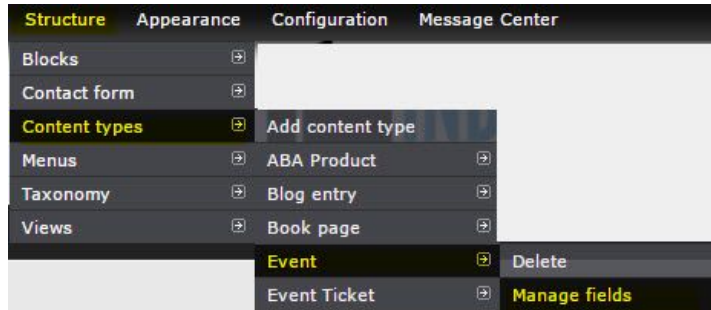 Structure Appearance Configuration Message Center
Blocks
Contact form
Content types Add content type
Menus ABA Product
Taxonomy Blog entry
Views Book page
Event Delete
Event Ticket Manage fields